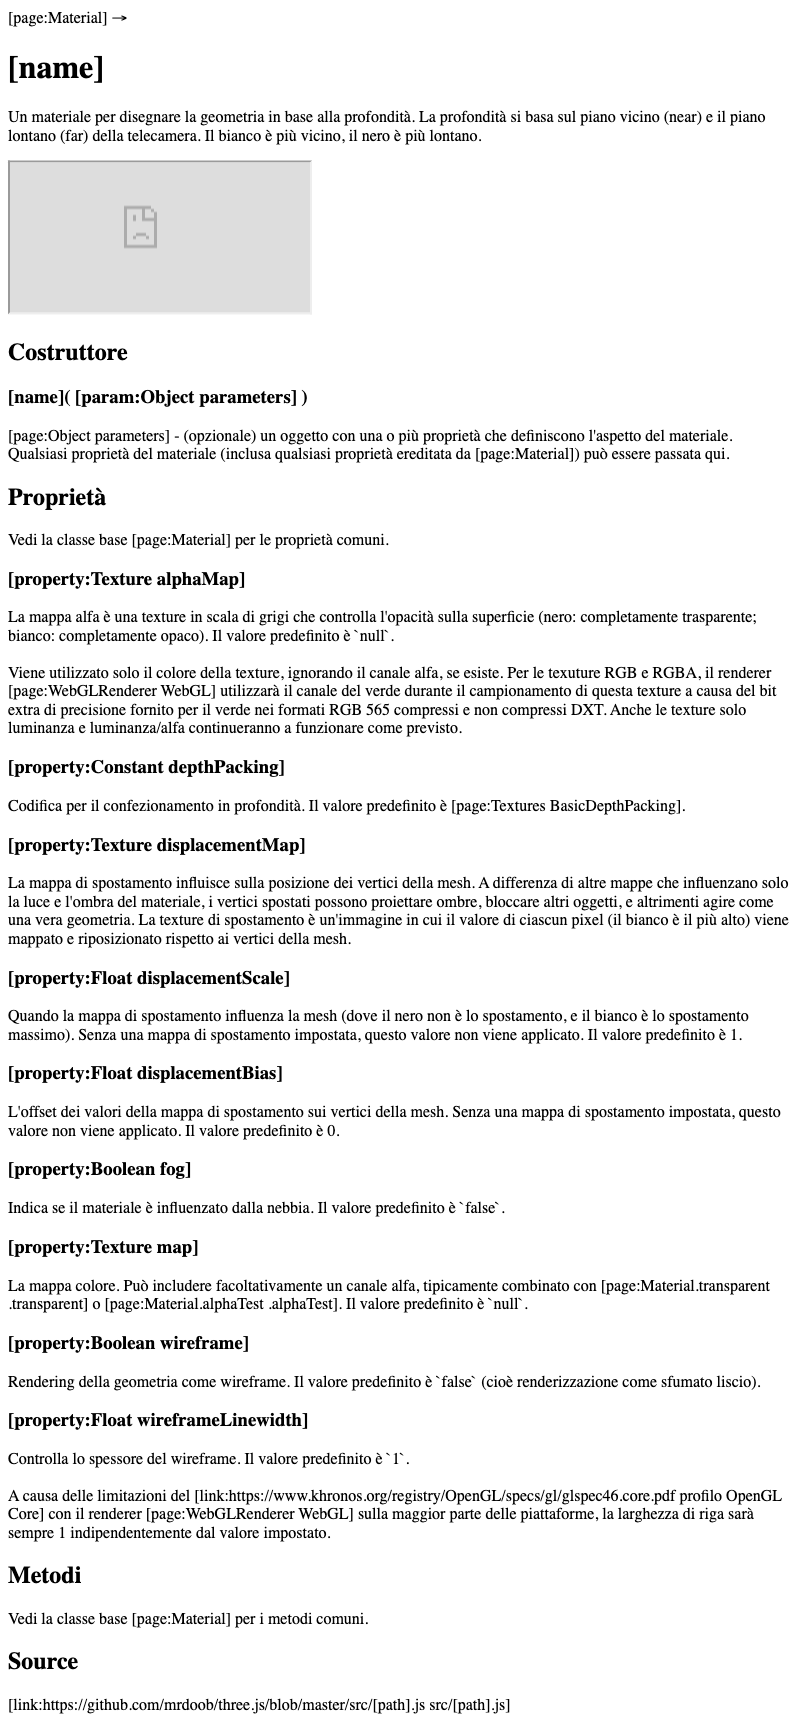 [page:Material] →
[name]
Un materiale per disegnare la geometria in base alla profondità. La profondità si basa sul piano vicino (near) e il piano
lontano (far) della telecamera. Il bianco è più vicino, il nero è più lontano.
Costruttore
[name]( [param:Object parameters] )
[page:Object parameters] - (opzionale) un oggetto con una o più proprietà che definiscono l'aspetto del materiale.
Qualsiasi proprietà del materiale (inclusa qualsiasi proprietà ereditata da [page:Material]) può essere passata qui.
Proprietà
Vedi la classe base [page:Material] per le proprietà comuni.
[property:Texture alphaMap]
La mappa alfa è una texture in scala di grigi che controlla l'opacità sulla superficie (nero: completamente trasparente;
bianco: completamente opaco). Il valore predefinito è `null`.
Viene utilizzato solo il colore della texture, ignorando il canale alfa, se esiste. Per le texuture RGB e RGBA, il renderer
[page:WebGLRenderer WebGL] utilizzarà il canale del verde durante il campionamento di questa texture a causa del bit
extra di precisione fornito per il verde nei formati RGB 565 compressi e non compressi DXT. Anche le texture solo
luminanza e luminanza/alfa continueranno a funzionare come previsto.
[property:Constant depthPacking]
Codifica per il confezionamento in profondità. Il valore predefinito è [page:Textures BasicDepthPacking].
[property:Texture displacementMap]
La mappa di spostamento influisce sulla posizione dei vertici della mesh. A differenza di altre mappe che influenzano solo
la luce e l'ombra del materiale, i vertici spostati possono proiettare ombre, bloccare altri oggetti, e altrimenti agire come
una vera geometria. La texture di spostamento è un'immagine in cui il valore di ciascun pixel (il bianco è il più alto) viene
mappato e riposizionato rispetto ai vertici della mesh.
[property:Float displacementScale]
Quando la mappa di spostamento influenza la mesh (dove il nero non è lo spostamento, e il bianco è lo spostamento
massimo). Senza una mappa di spostamento impostata, questo valore non viene applicato. Il valore predefinito è 1.
[property:Float displacementBias]
L'offset dei valori della mappa di spostamento sui vertici della mesh. Senza una mappa di spostamento impostata, questo
valore non viene applicato. Il valore predefinito è 0.
[property:Boolean fog]
Indica se il materiale è influenzato dalla nebbia. Il valore predefinito è `false`.
[property:Texture map]
La mappa colore. Può includere facoltativamente un canale alfa, tipicamente combinato con [page:Material.transparent
.transparent] o [page:Material.alphaTest .alphaTest]. Il valore predefinito è `null`.
[property:Boolean wireframe]
Rendering della geometria come wireframe. Il valore predefinito è `false` (cioè renderizzazione come sfumato liscio).
[property:Float wireframeLinewidth]
Controlla lo spessore del wireframe. Il valore predefinito è `1`.
A causa delle limitazioni del [link:https://www.khronos.org/registry/OpenGL/specs/gl/glspec46.core.pdf profilo OpenGL
Core] con il renderer [page:WebGLRenderer WebGL] sulla maggior parte delle piattaforme, la larghezza di riga sarà
sempre 1 indipendentemente dal valore impostato.
Metodi
Vedi la classe base [page:Material] per i metodi comuni.
Source
[link:https://github.com/mrdoob/three.js/blob/master/src/[path].js src/[path].js]